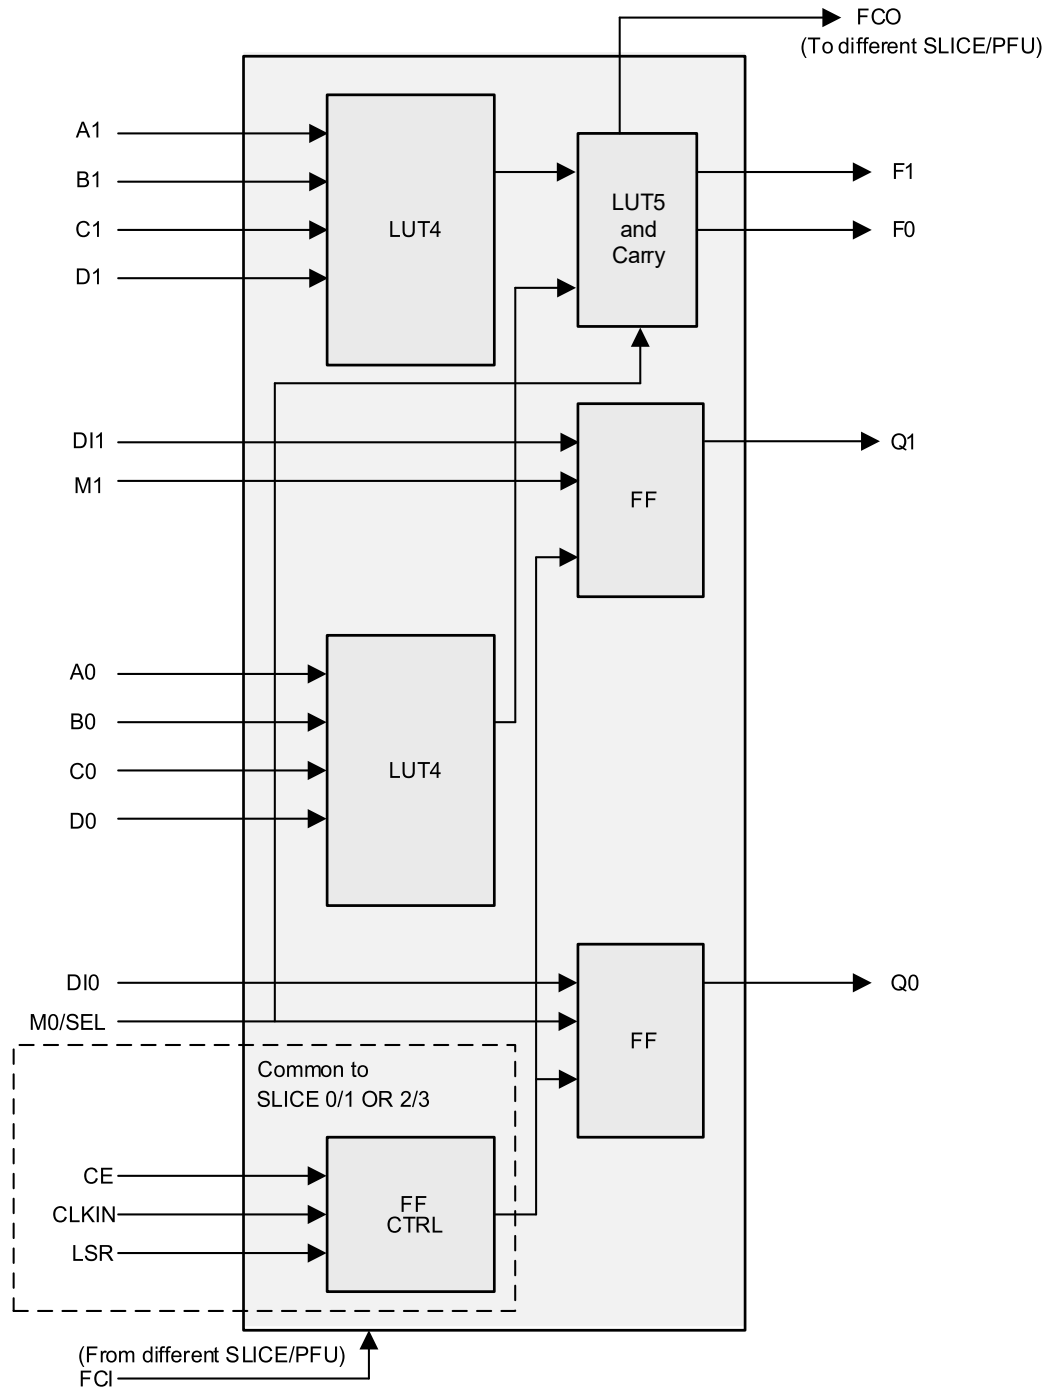 FCO
(To different SLICE/PFU)
A1
B1
C1
D1
LUT4
LUT5
and
Carry
F1
F0
DI1
M1
FF
Q1
A0
B0
C0
D0
LUT4
DI0
M0/SEL
FF
Q0
Common to
SLICE 0/1 OR 2/3
CE
CLKIN
LSR
FF
CTRL
(From different SLICE/PFU)
FCI